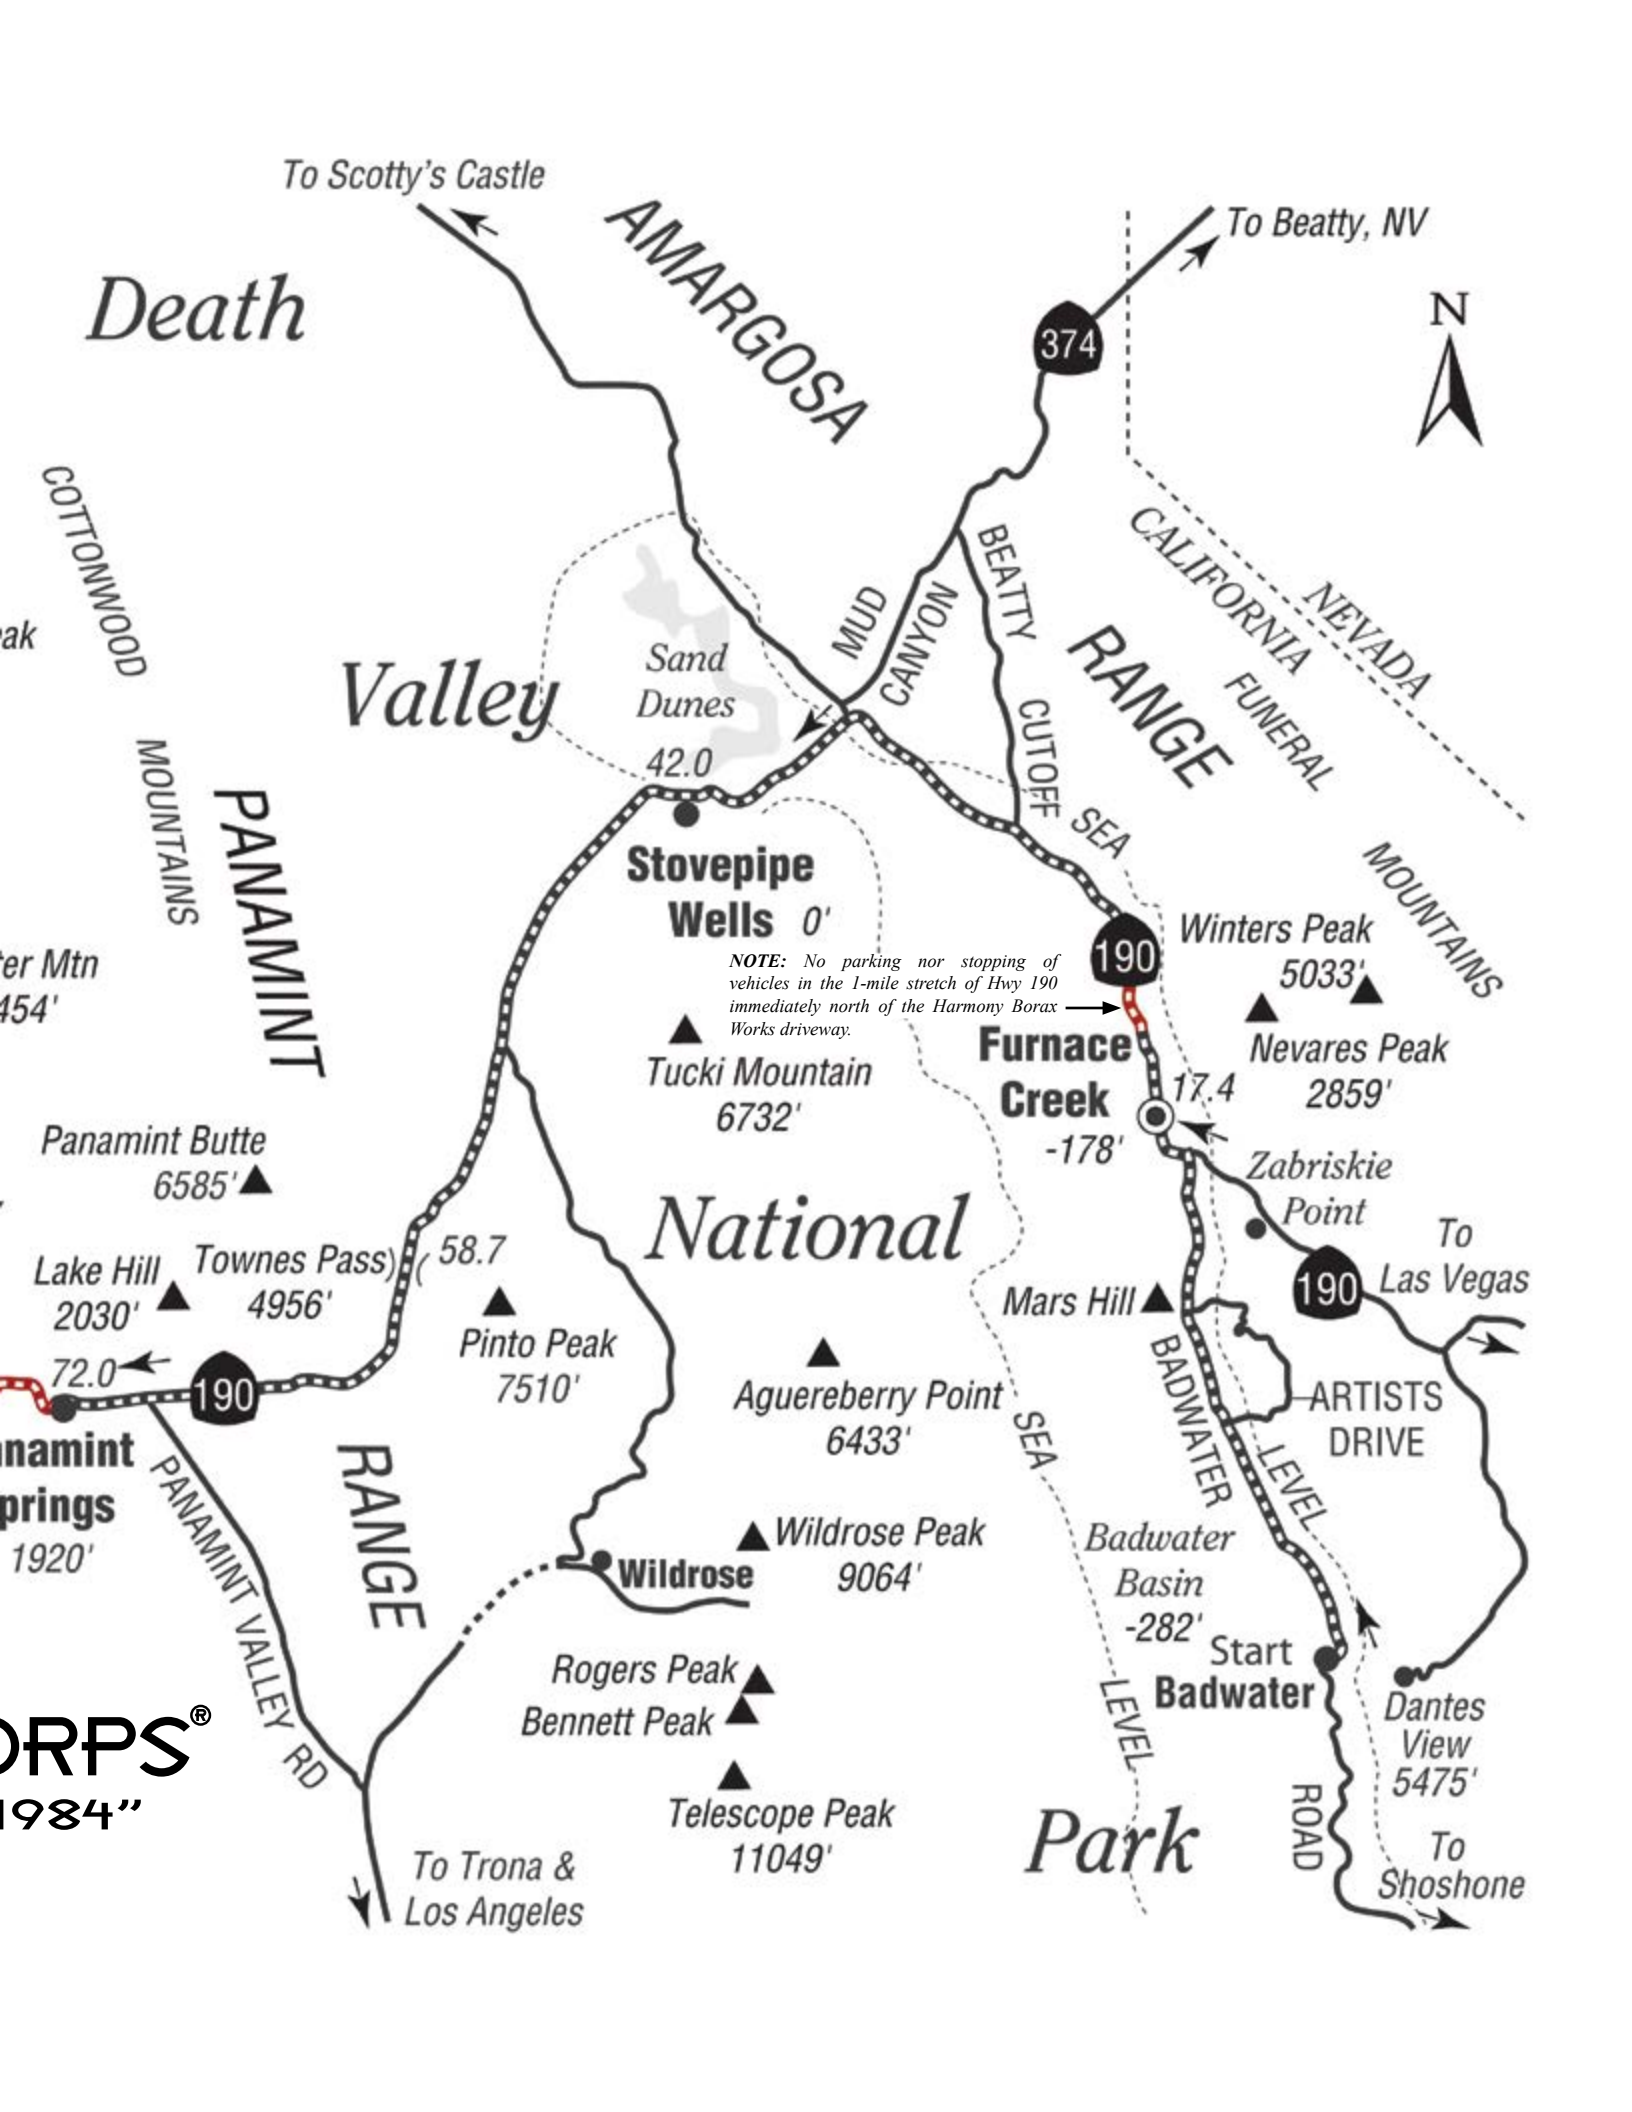 To Scotty's Castle
AMARGOSA
To Beatty, NV
Death
374
N
COTTONWOOD
MOUNTAINS
BEATTY
CUTOFF
CALIFORNIA
NEVADA
MUD
CANYON
RANGE
FUNERAL
MOUNTAINS
ak
Valley
Sand
Dunes
42.0
PANAMINT
SEA
Stovepipe
Wells 0'
190
Winters Peak
5033'
ter Mtn
454'
NOTE: No parking nor stopping of
vehicles in the 1-mile stretch of Hwy 190
immediately north of the Harmony Borax
Works driveway.
Furnace
Creek
-178'
17.4
Nevares Peak
2859'
Tucki Mountain
6732'
Panamint Butte
6585'
Zabriskie
Point
National
To
Las Vegas
190
Lake Hill
2030'
Townes Pass
4956'
58.7
Mars Hill
Pinto Peak
7510'
72.0
190
Aguereberry Point
6433'
ARTISTS
DRIVE
BADWATER
SEA
LEVEL
anamint
prings
1920'
RANGE
PANAMINT VALLEY RD
Wildrose Peak
9064'
Wildrose
Badwater
Basin
-282'
Start
Badwater
Rogers Peak
Bennett Peak
LEVEL
Dantes
View
5475'
ORPS®
1984”
Telescope Peak
11049'
Park
ROAD
To
Shoshone
To Trona &
Los Angeles